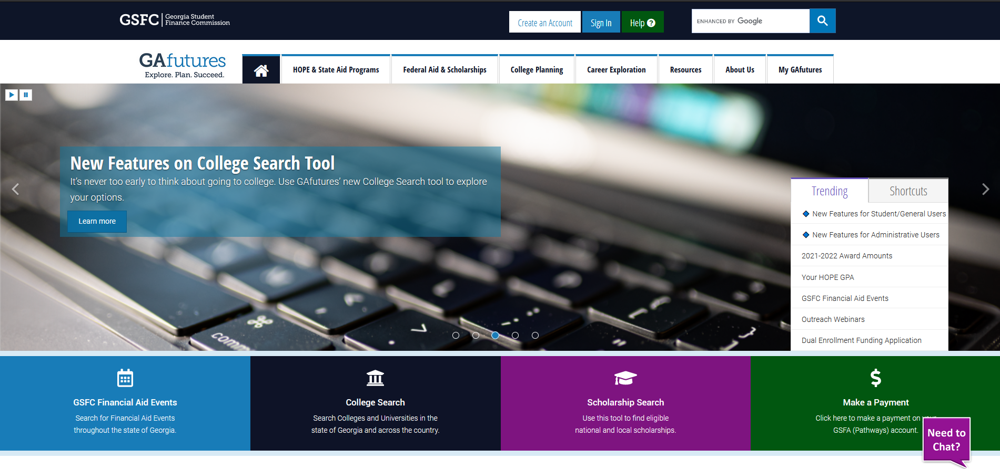 GSFC Georgia Student
Finance Commission
Create an Account
Sign In
Help ?
ENHANCED BY Google
GAfutures
Explore. Plan. Succeed.
HOPE & State Aid Programs
Federal Aid & Scholarships
College Planning
Career Exploration
Resources
About Us
My GAfutures
New Features on College Search Tool
It's never too early to think about going to college. Use GAfutures' new College Search tool to explore
your options.
Learn more
Trending
Shortcuts
New Features for Student/General Users
New Features for Administrative Users
2021-2022 Award Amounts
Your HOPE GPA
GSFC Financial Aid Events
Outreach Webinars
Dual Enrollment Funding Application
⌘
comm
GSFC Financial Aid Events
Search for Financial Aid Events
throughout the state of Georgia.
College Search
Search Colleges and Universities in the
state of Georgia and across the country.
Scholarship Search
Use this tool to find eligible
national and local scholarships.
$
Make a Payment
Click here to make a payment on your
GSFA (Pathways) account.
Need to
Chat?